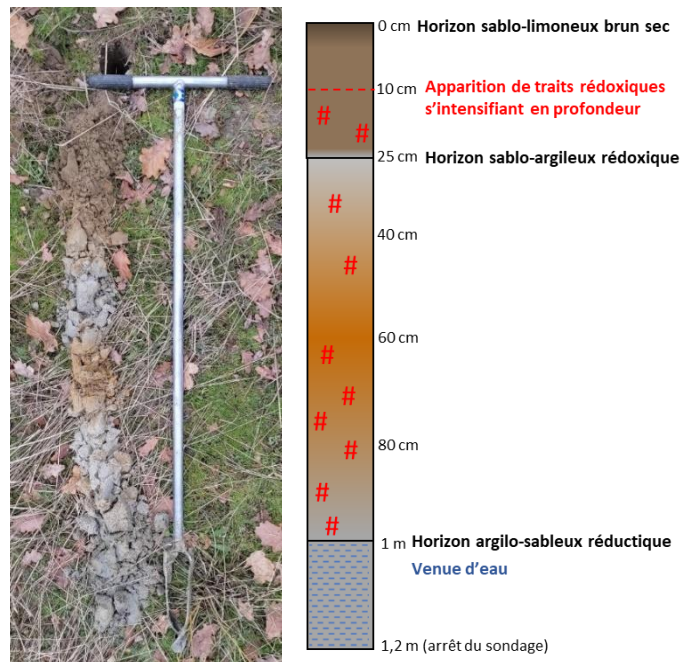 0 cm Horizon sablo-limoneux brun sec
10 cm Apparition de traits rédoxiques
s'intensifiant en profondeur
#
#
25 cm Horizon sablo-argileux rédoxique
#
40 cm
#
60 cm
#
#
#
80 cm
#
#
#
1 m Horizon argilo-sableux réductique
Venue d'eau
1,2 m (arrêt du sondage)